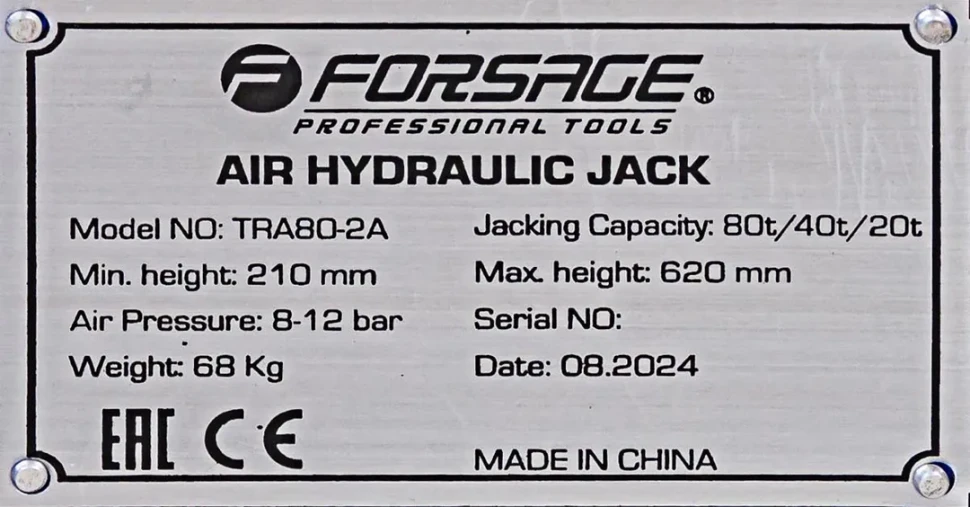 FORSAGE®
PROFESSIONAL TOOLS
AIR HYDRAULIC JACK
Model NO: TRA80-2A
Jacking Capacity: 80t/40t/20t
Min. height: 210 mm
Max. height: 620 mm
Air Pressure: 8-12 bar
Serial NO:
Weight: 68 Kg
Date: 08.2024
EAC CE
MADE IN CHINA